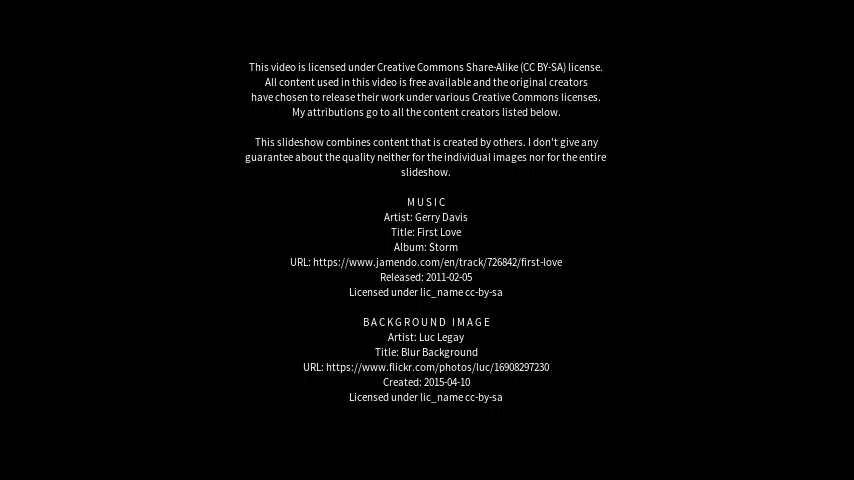 This video is licensed under Creative Commons Share-Alike (CC BY-SA) license.
All content used in this video is free available and the original creators
have chosen to release their work under various Creative Commons licenses.
My attributions go to all the content creators listed below.
This slideshow combines content that is created by others. I don't give any
guarantee about the quality neither for the individual images nor for the entire
slideshow.
MUSIC
Artist: Gerry Davis
Title: First Love
Album: Storm
URL: https://www.jamendo.com/en/track/726842/first-love
Released: 2011-02-05
Licensed under lic_name cc-by-sa
BACKGROUND IMAGE
Artist: Luc Legay
Title: Blur Background
URL: https://www.flickr.com/photos/luc/16908297230
Created: 2015-04-10
Licensed under lic_name cc-by-sa